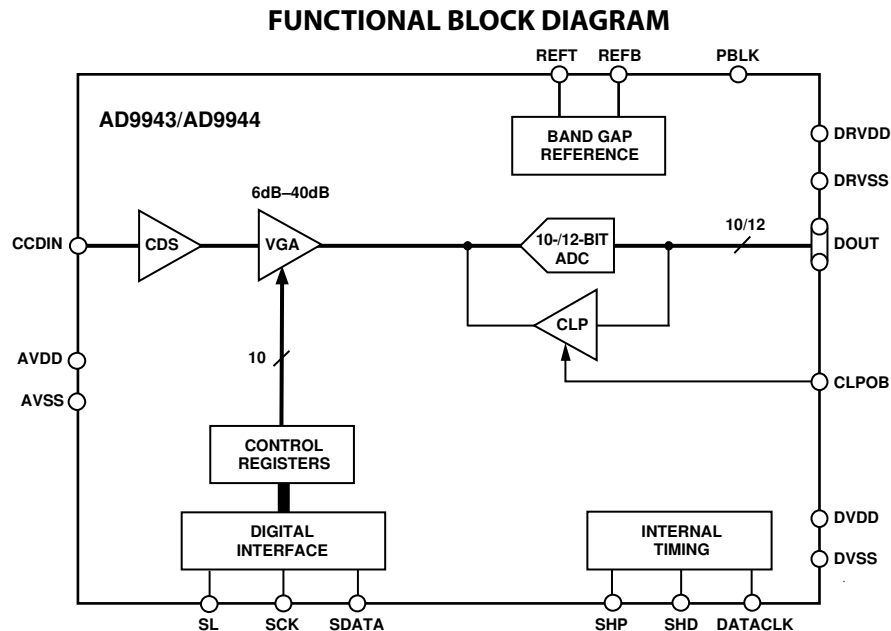 FUNCTIONAL BLOCK DIAGRAM
REFT REFB PBLK
AD9943/AD9944
BAND GAP
REFERENCE
DRVDD
DRVSS
6dB–40dB
CCDIN
CDS
VGA
10-/12-BIT
ADC
10/12
DOUT
CLP
AVDD
10
CLPOB
AVSS
CONTROL
REGISTERS
DIGITAL
INTERFACE
INTERNAL
TIMING
DVDD
DVSS
SL SCK SDATA SHP SHD DATACLK